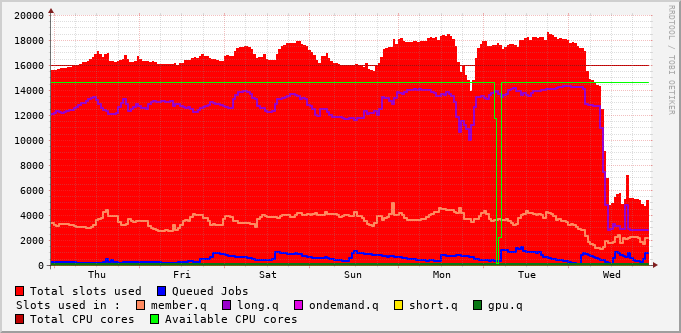 20000
18000
16000
14000
12000
10000
8000
6000
4000
2000
0
Thu Fri Sat Sun Mon Tue Wed
RRDTOOL / TOBI OETIKER
Total slots used Queued Jobs
Slots used in : member.q long.q ondemand.q short.q gpu.q
Total CPU cores Available CPU cores